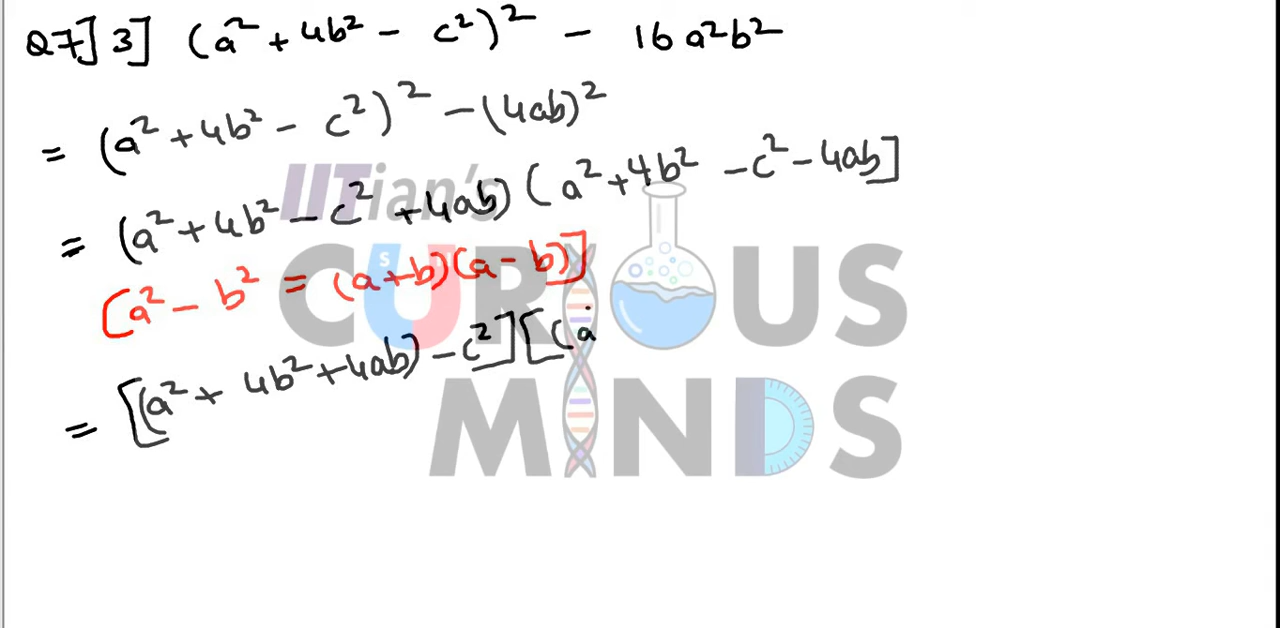 Q7] 3] (a² + 4b² - c²)² - 16a²b²
= (a² + 4b² - c²)² - (4ab)²
= (a² + 4b² - c² + 4ab) (a² + 4b² - c² - 4ab]
[a² - b² = (a+b)(a-b)]
= [(a² + 4b² + 4ab) - c²] [(a
IITian's
CURIOUS
S
MINDS